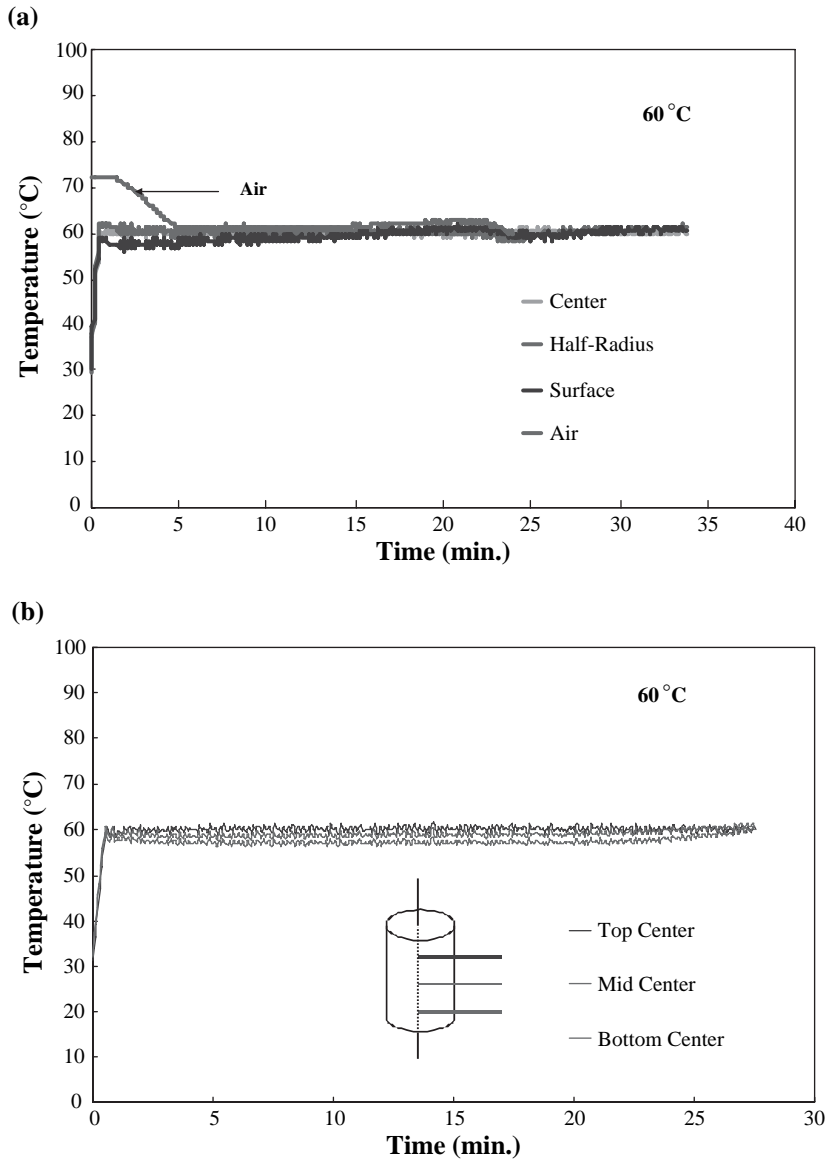 (a)
100
90
80
70
60
50
40
30
20
10
0
Temperature (°C)
60 °C
Air
Center
Half-Radius
Surface
Air
0 5 10 15 20 25 30 35 40
Time (min.)
(b)
100
90
80
70
60
50
40
30
20
10
0
Temperature (°C)
60 °C
Top Center
Mid Center
Bottom Center
0 5 10 15 20 25 30
Time (min.)